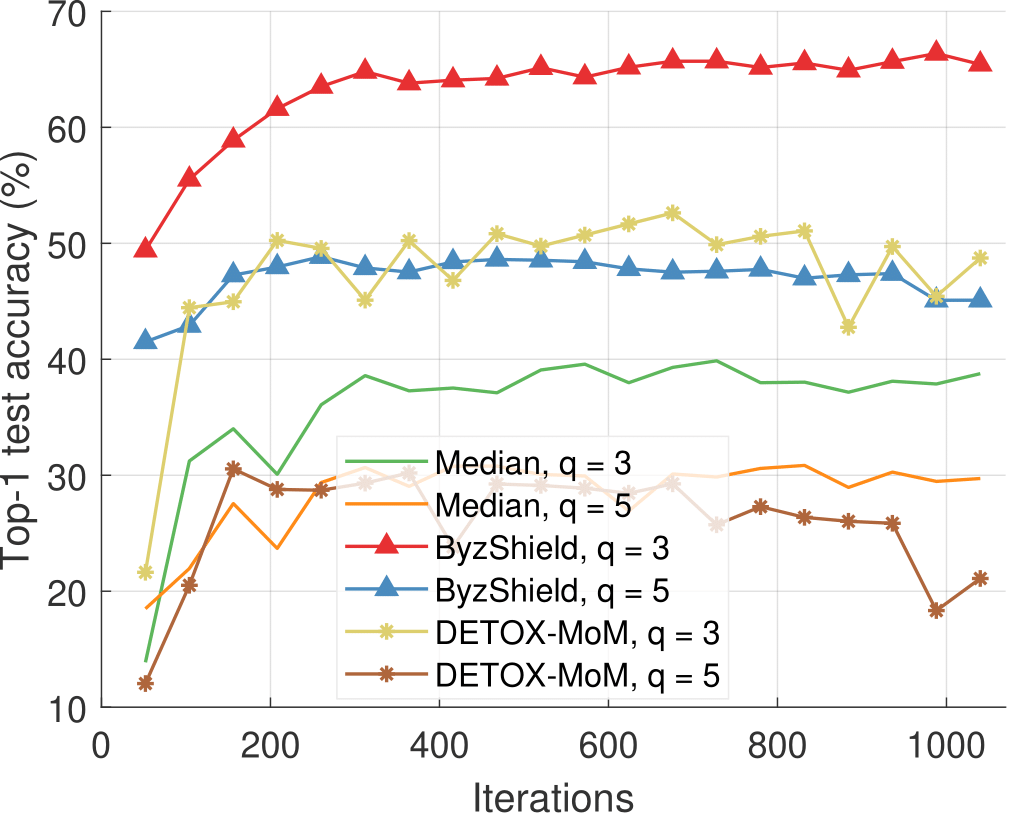 Top-1 test accuracy (%)
70
60
50
40
30
20
10
Median, q = 3
Median, q = 5
ByzShield, q = 3
ByzShield, q = 5
DETOX-MoM, q = 3
DETOX-MoM, q = 5
0 200 400 600 800 1000
Iterations